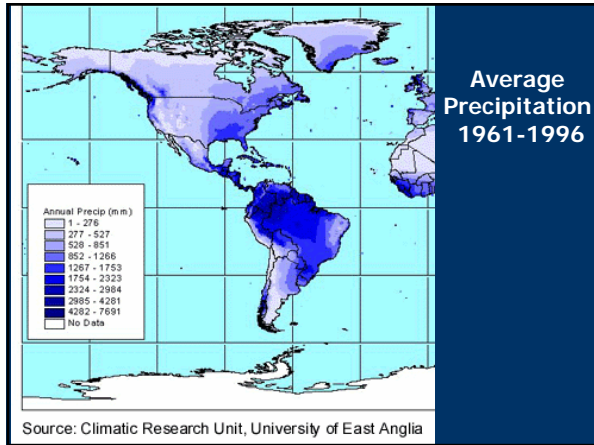 Average
Precipitation
1961-1996
Annual Precip (mm)
1 - 276
277 - 527
528 - 851
852 - 1266
1267 - 1753
1754 - 2323
2324 - 2984
2985 - 4281
4282 - 7691
No Data
Source: Climatic Research Unit, University of East Anglia